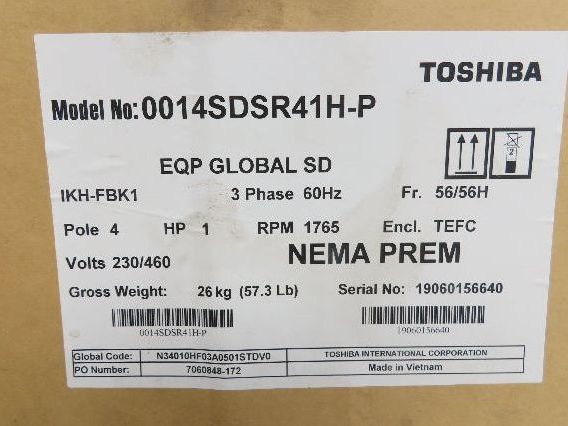 TOSHIBA
Model No: 0014SDSR41H-P
EQP GLOBAL SD
2
IKH-FBK1 3 Phase 60Hz Fr. 56/56H
Pole 4 HP 1 RPM 1765 Encl. TEFC
Volts 230/460 NEMA PREM
Gross Weight: 26 kg (57.3 Lb) Serial No: 19060156640
0014SDSR41H-P 19060156640
Global Code: N34010HF03A0501STDV0 TOSHIBA INTERNATIONAL CORPORATION
PO Number: 7060848-172 Made in Vietnam